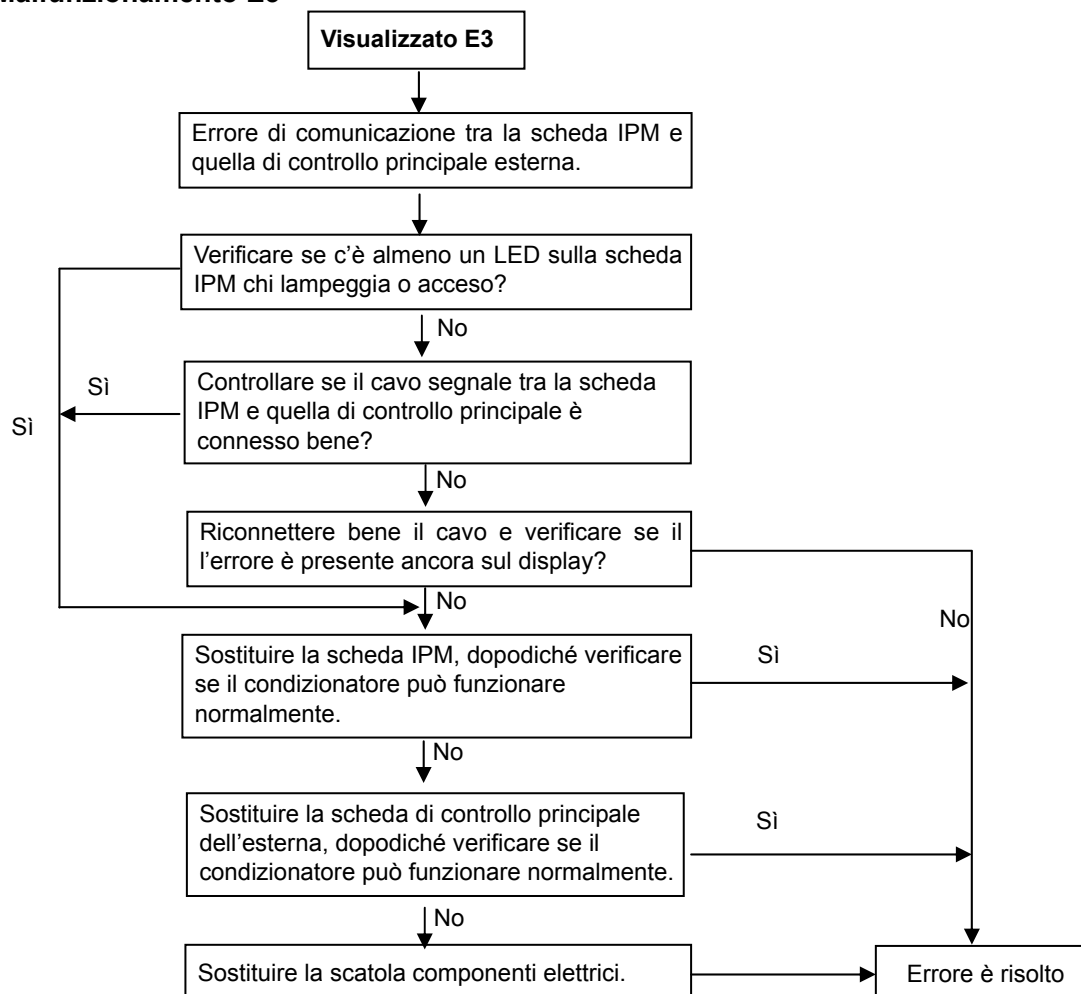 Visualizzato E3
Errore di comunicazione tra la scheda IPM e
quella di controllo principale esterna.
Verificare se c’è almeno un LED sulla scheda
IPM chi lampeggia o acceso?
No
Controllare se il cavo segnale tra la scheda
IPM e quella di controllo principale è
connesso bene?
Sì
Sì
No
Riconnettere bene il cavo e verificare se il
l’errore è presente ancora sul display?
No
No
Sostituire la scheda IPM, dopodiché verificare
se il condizionatore può funzionare
normalmente.
Sì
No
Sostituire la scheda di controllo principale
dell’esterna, dopodiché verificare se il
condizionatore può funzionare normalmente.
Sì
No
Sostituire la scatola componenti elettrici.
Errore è risolto